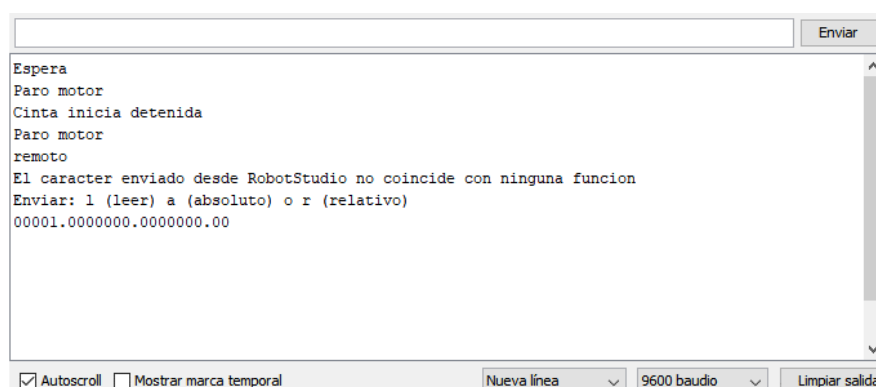 Enviar
Espera
Paro motor
Cinta inicia detenida
Paro motor
remoto
El caracter enviado desde RobotStudio no coincide con ninguna funcion
Enviar: l (leer) a (absoluto) o r (relativo)
00001.0000000.0000000.00
Autoscroll Mostrar marca temporal Nueva línea 9600 baudio Limpiar salida